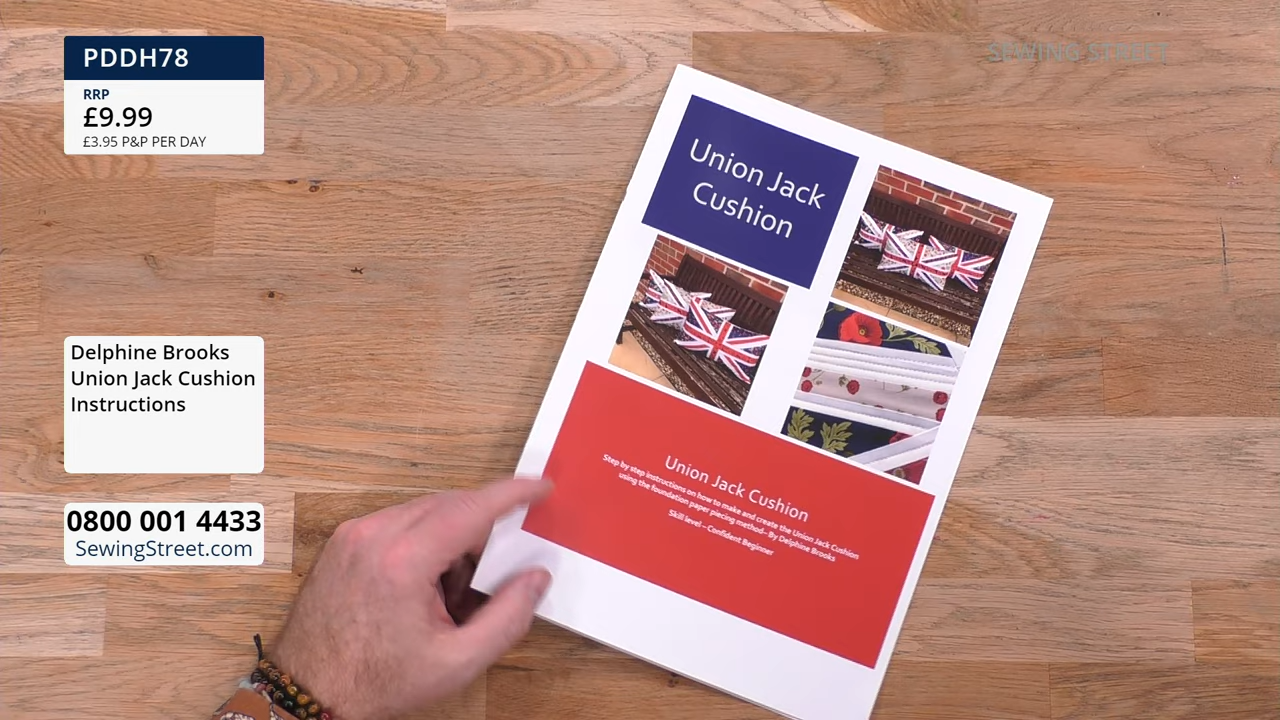 PDDH78
RRP
£9.99
£3.95 P&P PER DAY
SEWING STREET
Union Jack
Cushion
Delphine Brooks
Union Jack Cushion
Instructions
Union Jack Cushion
Step by step instructions on how to make and create the Union Jack Cushion
using the foundation paper piecing method– By Delphine Brooks
Skill level – Confident Beginner
0800 001 4433
SewingStreet.com